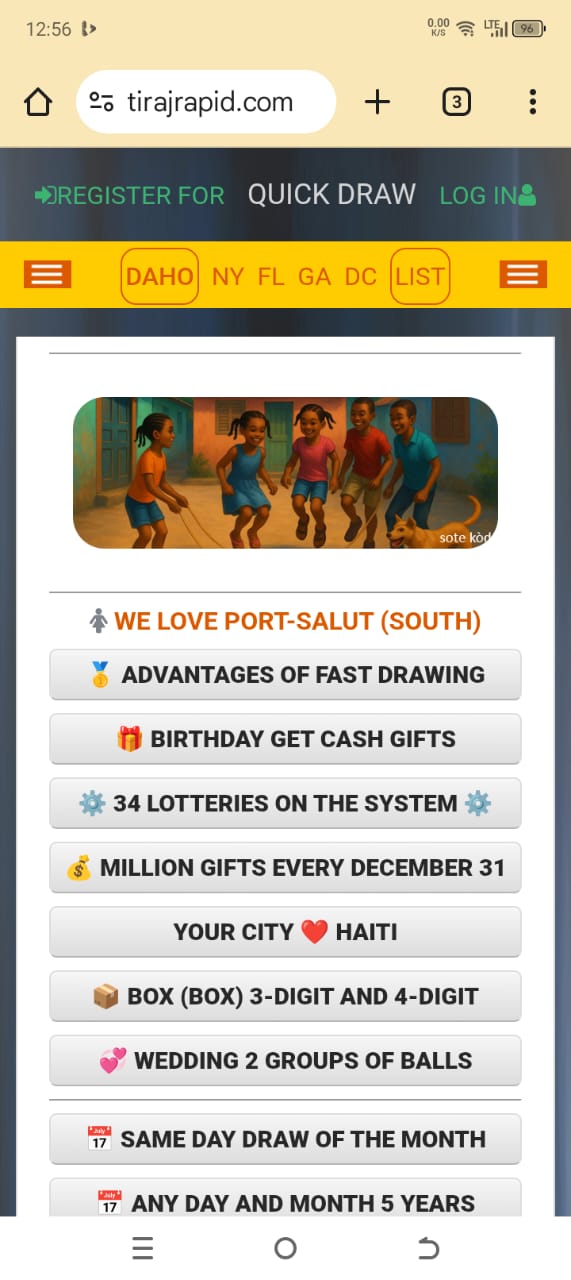 12:56
0.00 K/S LTE 96
tirajrapid.com
3
REGISTER FOR QUICK DRAW LOG IN
DAHO NY FL GA DC LIST
sote kòd
WE LOVE PORT-SALUT (SOUTH)
🥇 ADVANTAGES OF FAST DRAWING
🎁 BIRTHDAY GET CASH GIFTS
⚙️ 34 LOTTERIES ON THE SYSTEM ⚙️
💰 MILLION GIFTS EVERY DECEMBER 31
YOUR CITY ❤️ HAITI
📦 BOX (BOX) 3-DIGIT AND 4-DIGIT
💞 WEDDING 2 GROUPS OF BALLS
📅 SAME DAY DRAW OF THE MONTH
📅 ANY DAY AND MONTH 5 YEARS